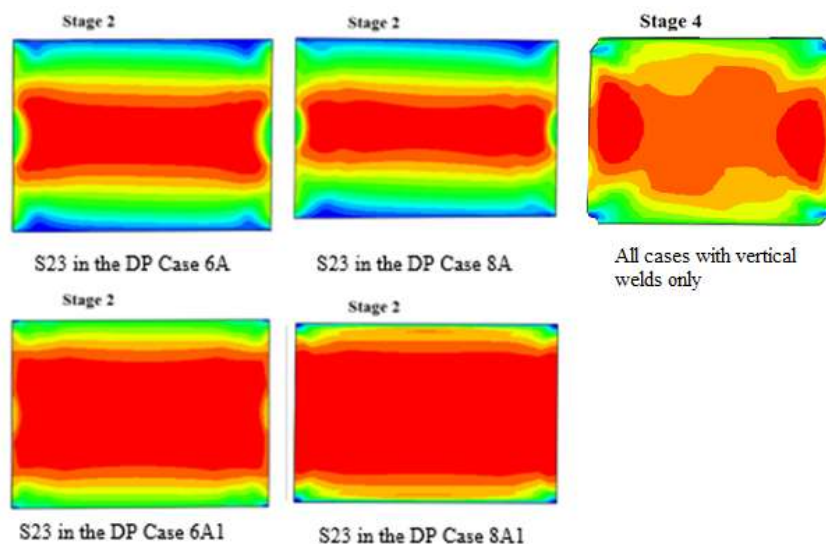 Stage 2
Stage 2
Stage 4
S23 in the DP Case 6A
S23 in the DP Case 8A
All cases with vertical
welds only
Stage 2
Stage 2
S23 in the DP Case 6A1
S23 in the DP Case 8A1